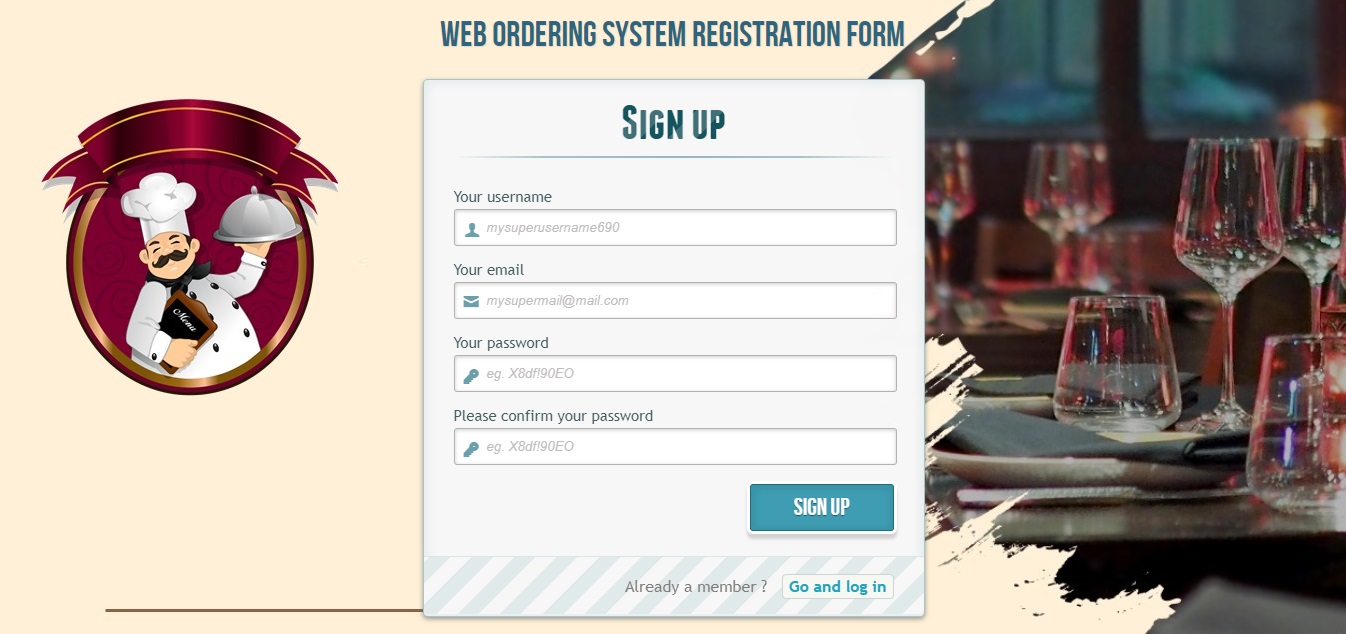 WEB ORDERING SYSTEM REGISTRATION FORM
SIGN UP
Your username
mysuperusername690
Your email
mysupermail@mail.com
Your password
eg. X8df!90EO
Please confirm your password
eg. X8df!90EO
SIGN UP
Already a member ? Go and log in
Menu